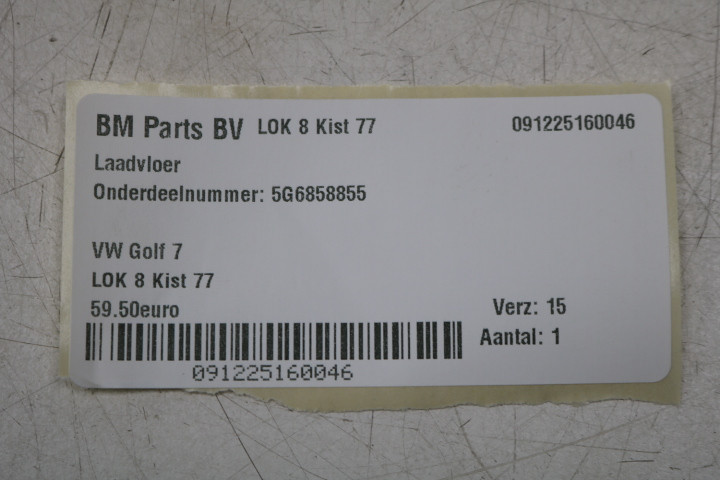 BM Parts BV LOK 8 Kist 77 091225160046
Laadvloer
Onderdeelnummer: 5G6858855
VW Golf 7
LOK 8 Kist 77
59.50euro Verz: 15
Aantal: 1
091225160046